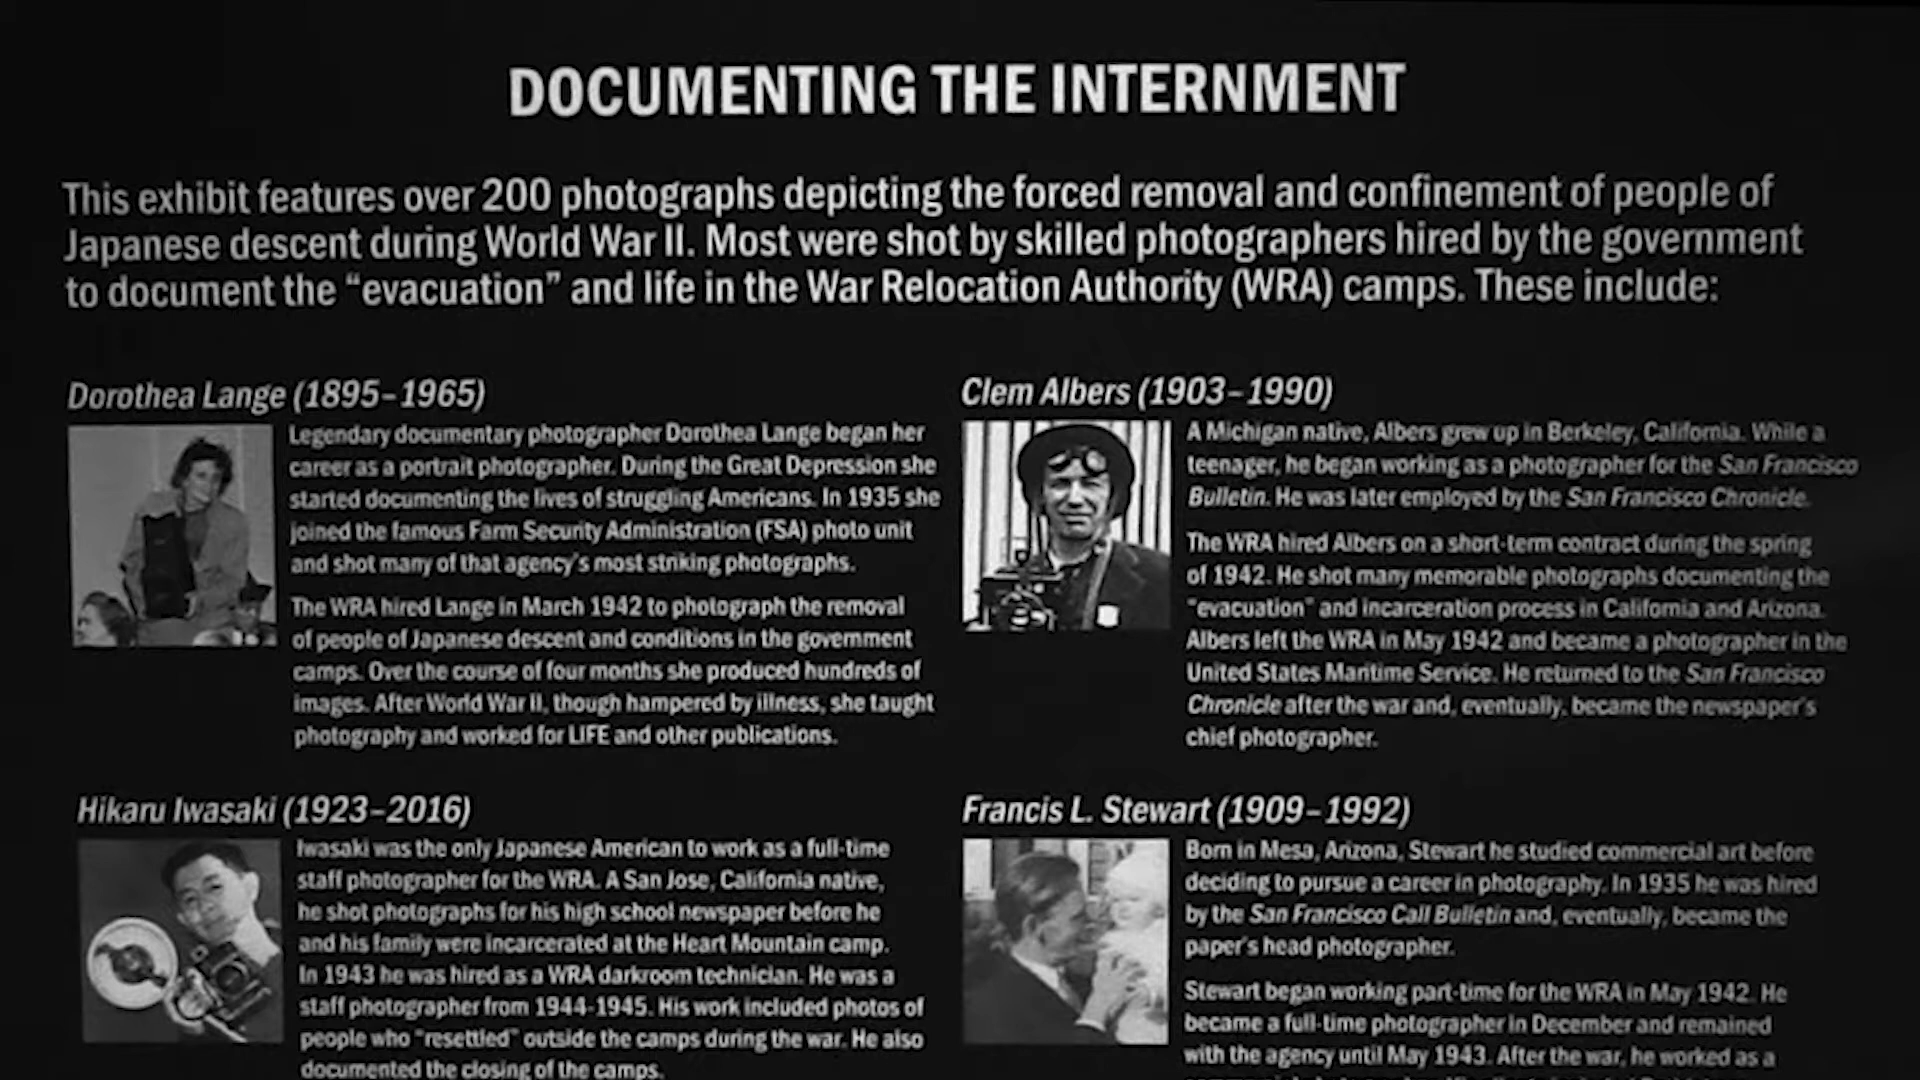 DOCUMENTING THE INTERNMENT
This exhibit features over 200 photographs depicting the forced removal and confinement of people of
Japanese descent during World War II. Most were shot by skilled photographers hired by the government
to document the “evacuation” and life in the War Relocation Authority (WRA) camps. These include:
Dorothea Lange (1895–1965)
Legendary documentary photographer Dorothea Lange began her
career as a portrait photographer. During the Great Depression she
started documenting the lives of struggling Americans. In 1935 she
joined the famous Farm Security Administration (FSA) photo unit
and shot many of that agency's most striking photographs.
The WRA hired Lange in March 1942 to photograph the removal
of people of Japanese descent and conditions in the government
camps. Over the course of four months she produced hundreds of
images. After World War II, though hampered by illness, she taught
photography and worked for LIFE and other publications.
Clem Albers (1903–1990)
A Michigan native, Albers grew up in Berkeley, California. While a
teenager, he began working as a photographer for the San Francisco
Bulletin. He was later employed by the San Francisco Chronicle.
The WRA hired Albers on a short-term contract during the spring
of 1942. He shot many memorable photographs documenting the
"evacuation" and incarceration process in California and Arizona.
Albers left the WRA in May 1942 and became a photographer in the
United States Maritime Service. He returned to the San Francisco
Chronicle after the war and, eventually, became the newspaper's
chief photographer.
Hikaru Iwasaki (1923–2016)
Iwasaki was the only Japanese American to work as a full-time
staff photographer for the WRA. A San Jose, California native,
he shot photographs for his high school newspaper before he
and his family were incarcerated at the Heart Mountain camp.
In 1943 he was hired as a WRA darkroom technician. He was a
staff photographer from 1944-1945. His work included photos of
people who "resettled" outside the camps during the war. He also
documented the closing of the camps.
Francis L. Stewart (1909–1992)
Born in Mesa, Arizona, Stewart he studied commercial art before
deciding to pursue a career in photography. In 1935 he was hired
by the San Francisco Call Bulletin and, eventually, became the
paper's head photographer.
Stewart began working part-time for the WRA in May 1942. He
became a full-time photographer in December and remained
with the agency until May 1943. After the war, he worked as a